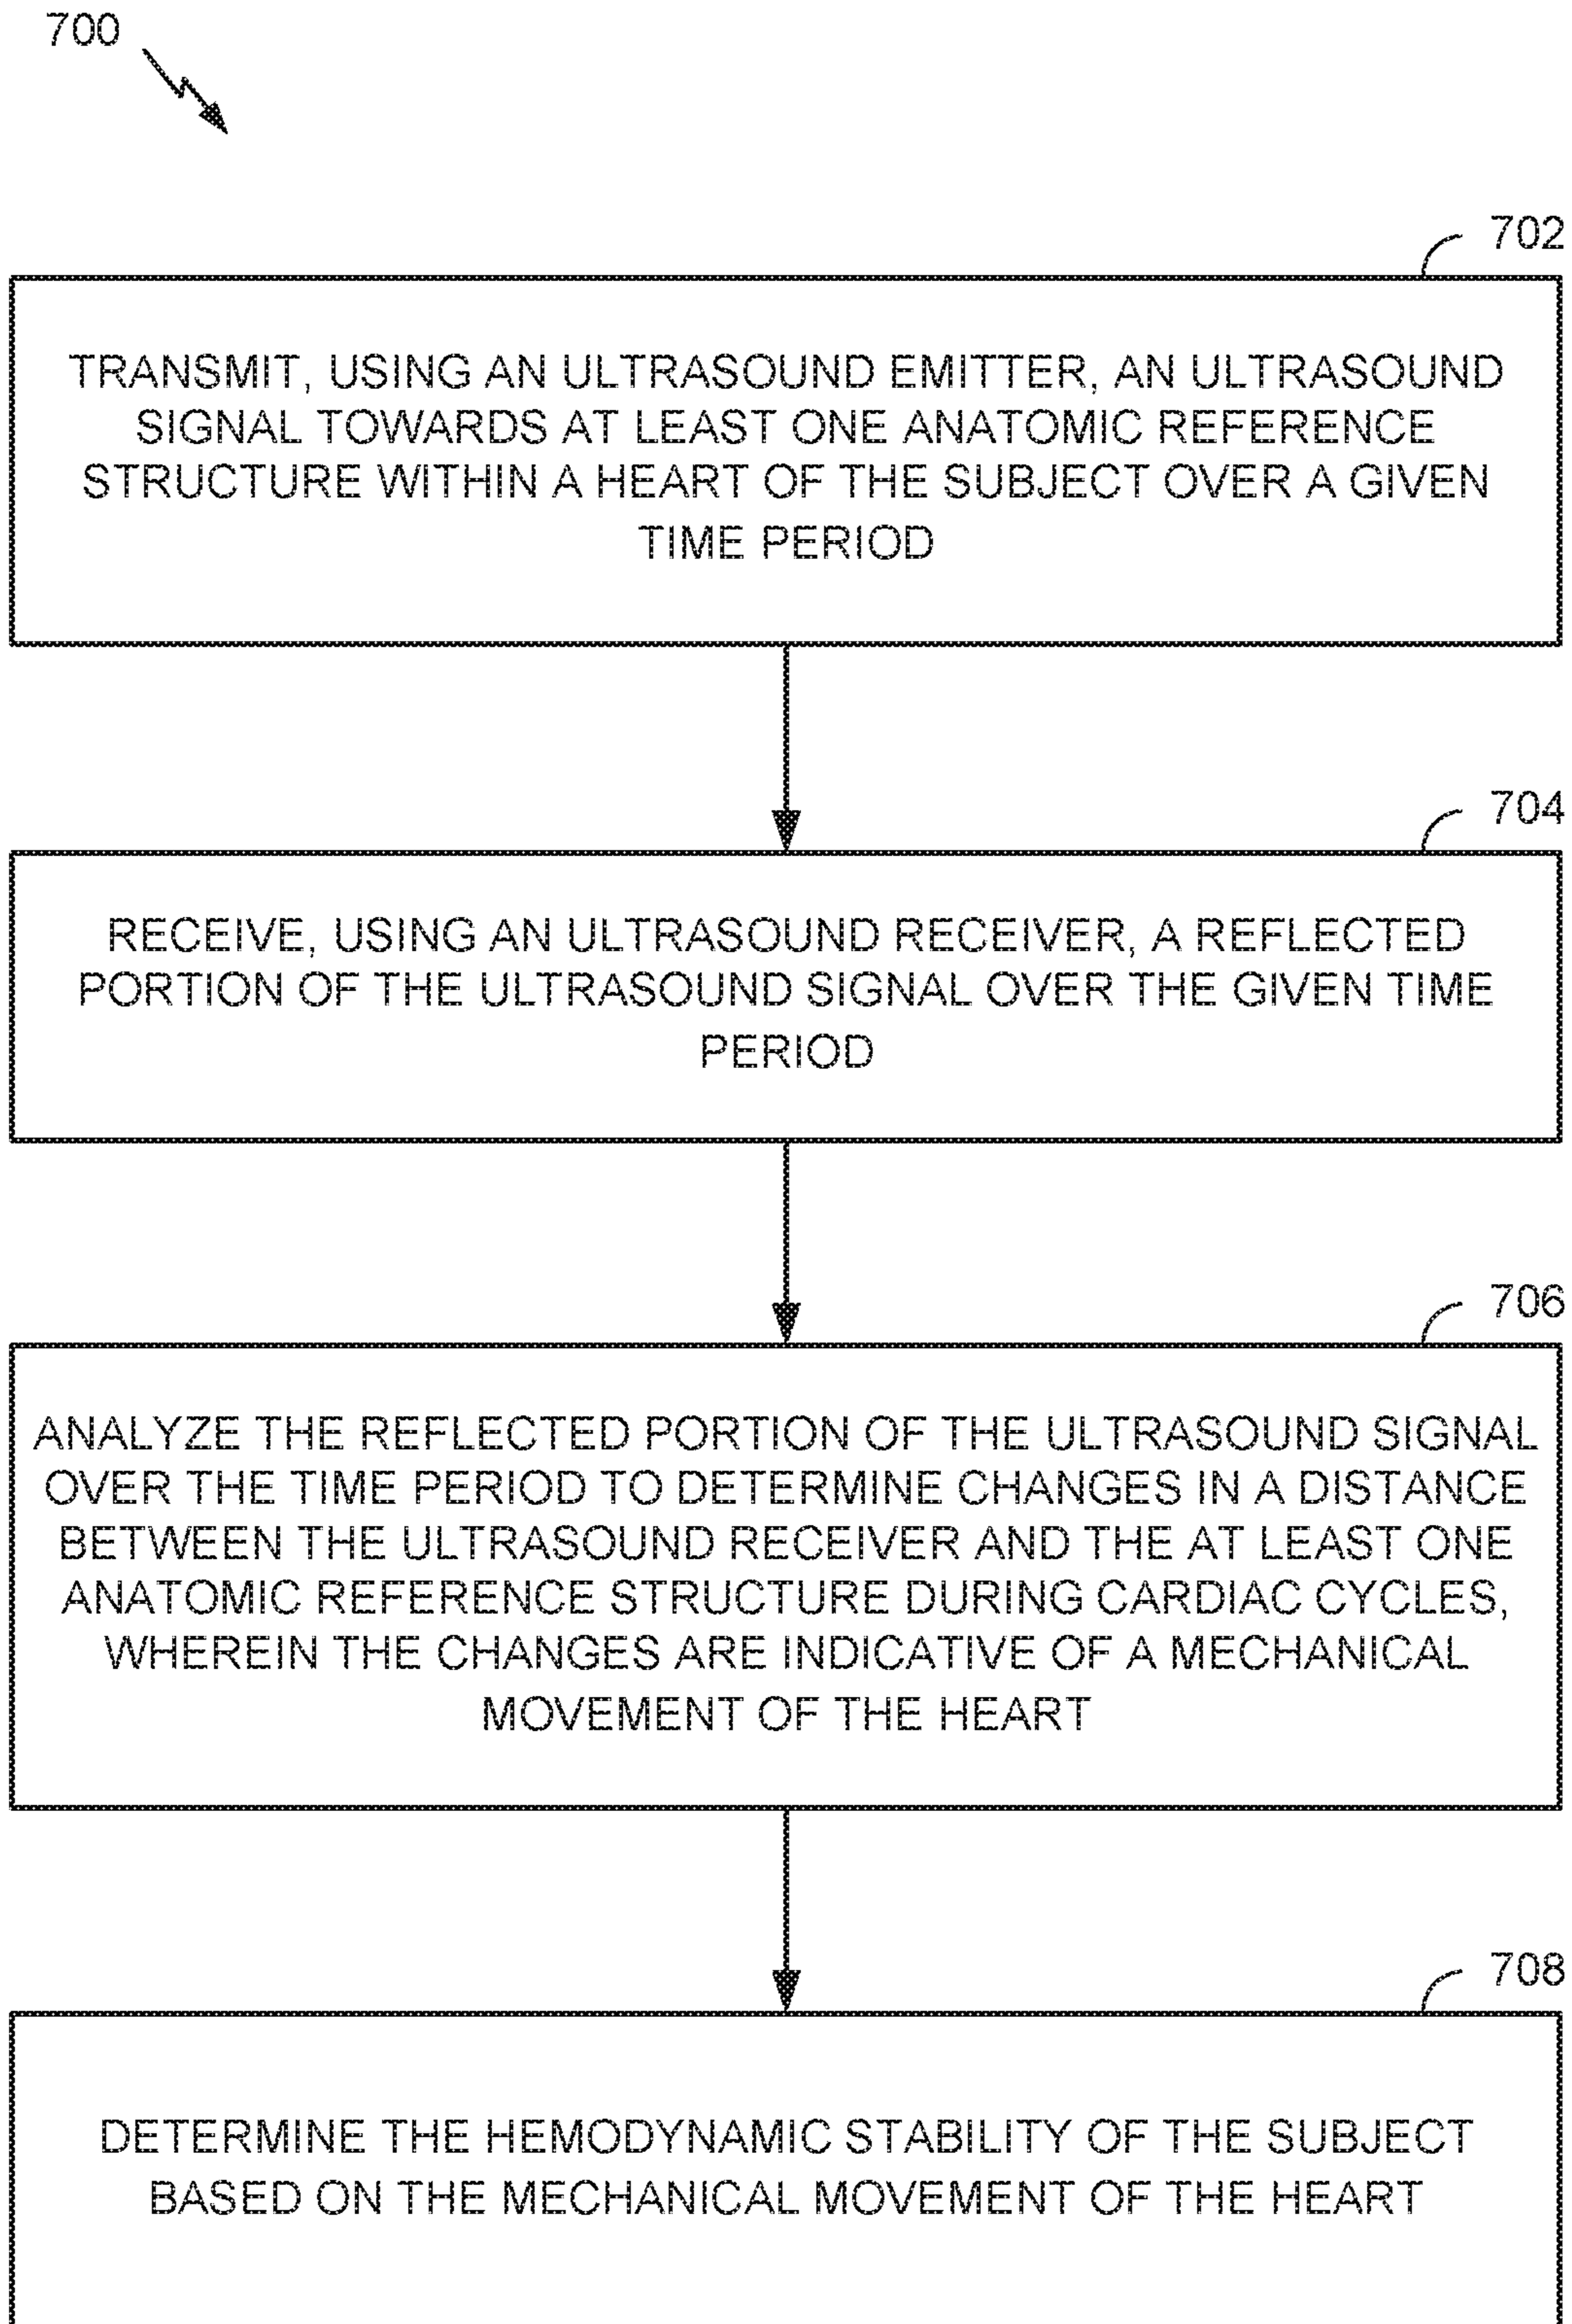 700
702
TRANSMIT, USING AN ULTRASOUND EMITTER, AN ULTRASOUND
SIGNAL TOWARDS AT LEAST ONE ANATOMIC REFERENCE
STRUCTURE WITHIN A HEART OF THE SUBJECT OVER A GIVEN
TIME PERIOD
704
RECEIVE, USING AN ULTRASOUND RECEIVER, A REFLECTED
PORTION OF THE ULTRASOUND SIGNAL OVER THE GIVEN TIME
PERIOD
706
ANALYZE THE REFLECTED PORTION OF THE ULTRASOUND SIGNAL
OVER THE TIME PERIOD TO DETERMINE CHANGES IN A DISTANCE
BETWEEN THE ULTRASOUND RECEIVER AND THE AT LEAST ONE
ANATOMIC REFERENCE STRUCTURE DURING CARDIAC CYCLES,
WHEREIN THE CHANGES ARE INDICATIVE OF A MECHANICAL
MOVEMENT OF THE HEART
708
DETERMINE THE HEMODYNAMIC STABILITY OF THE SUBJECT
BASED ON THE MECHANICAL MOVEMENT OF THE HEART